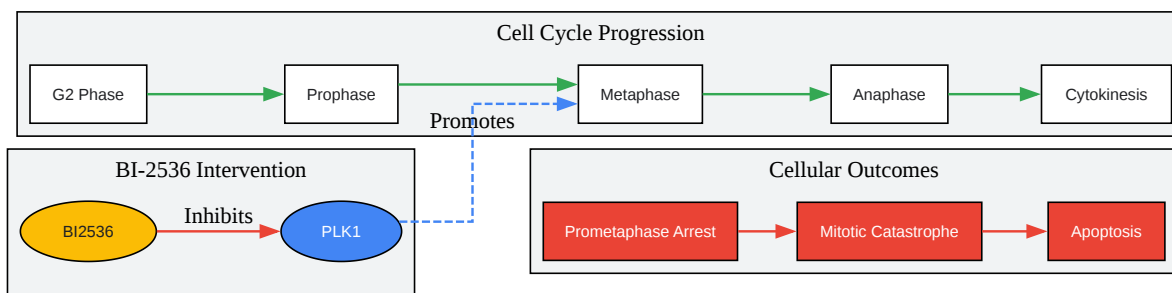 Cell Cycle Progression
G2 Phase
Prophase
Metaphase
Anaphase
Cytokinesis
Promotes
BI-2536 Intervention
BI2536
Inhibits
PLK1
Cellular Outcomes
Prometaphase Arrest
Mitotic Catastrophe
Apoptosis